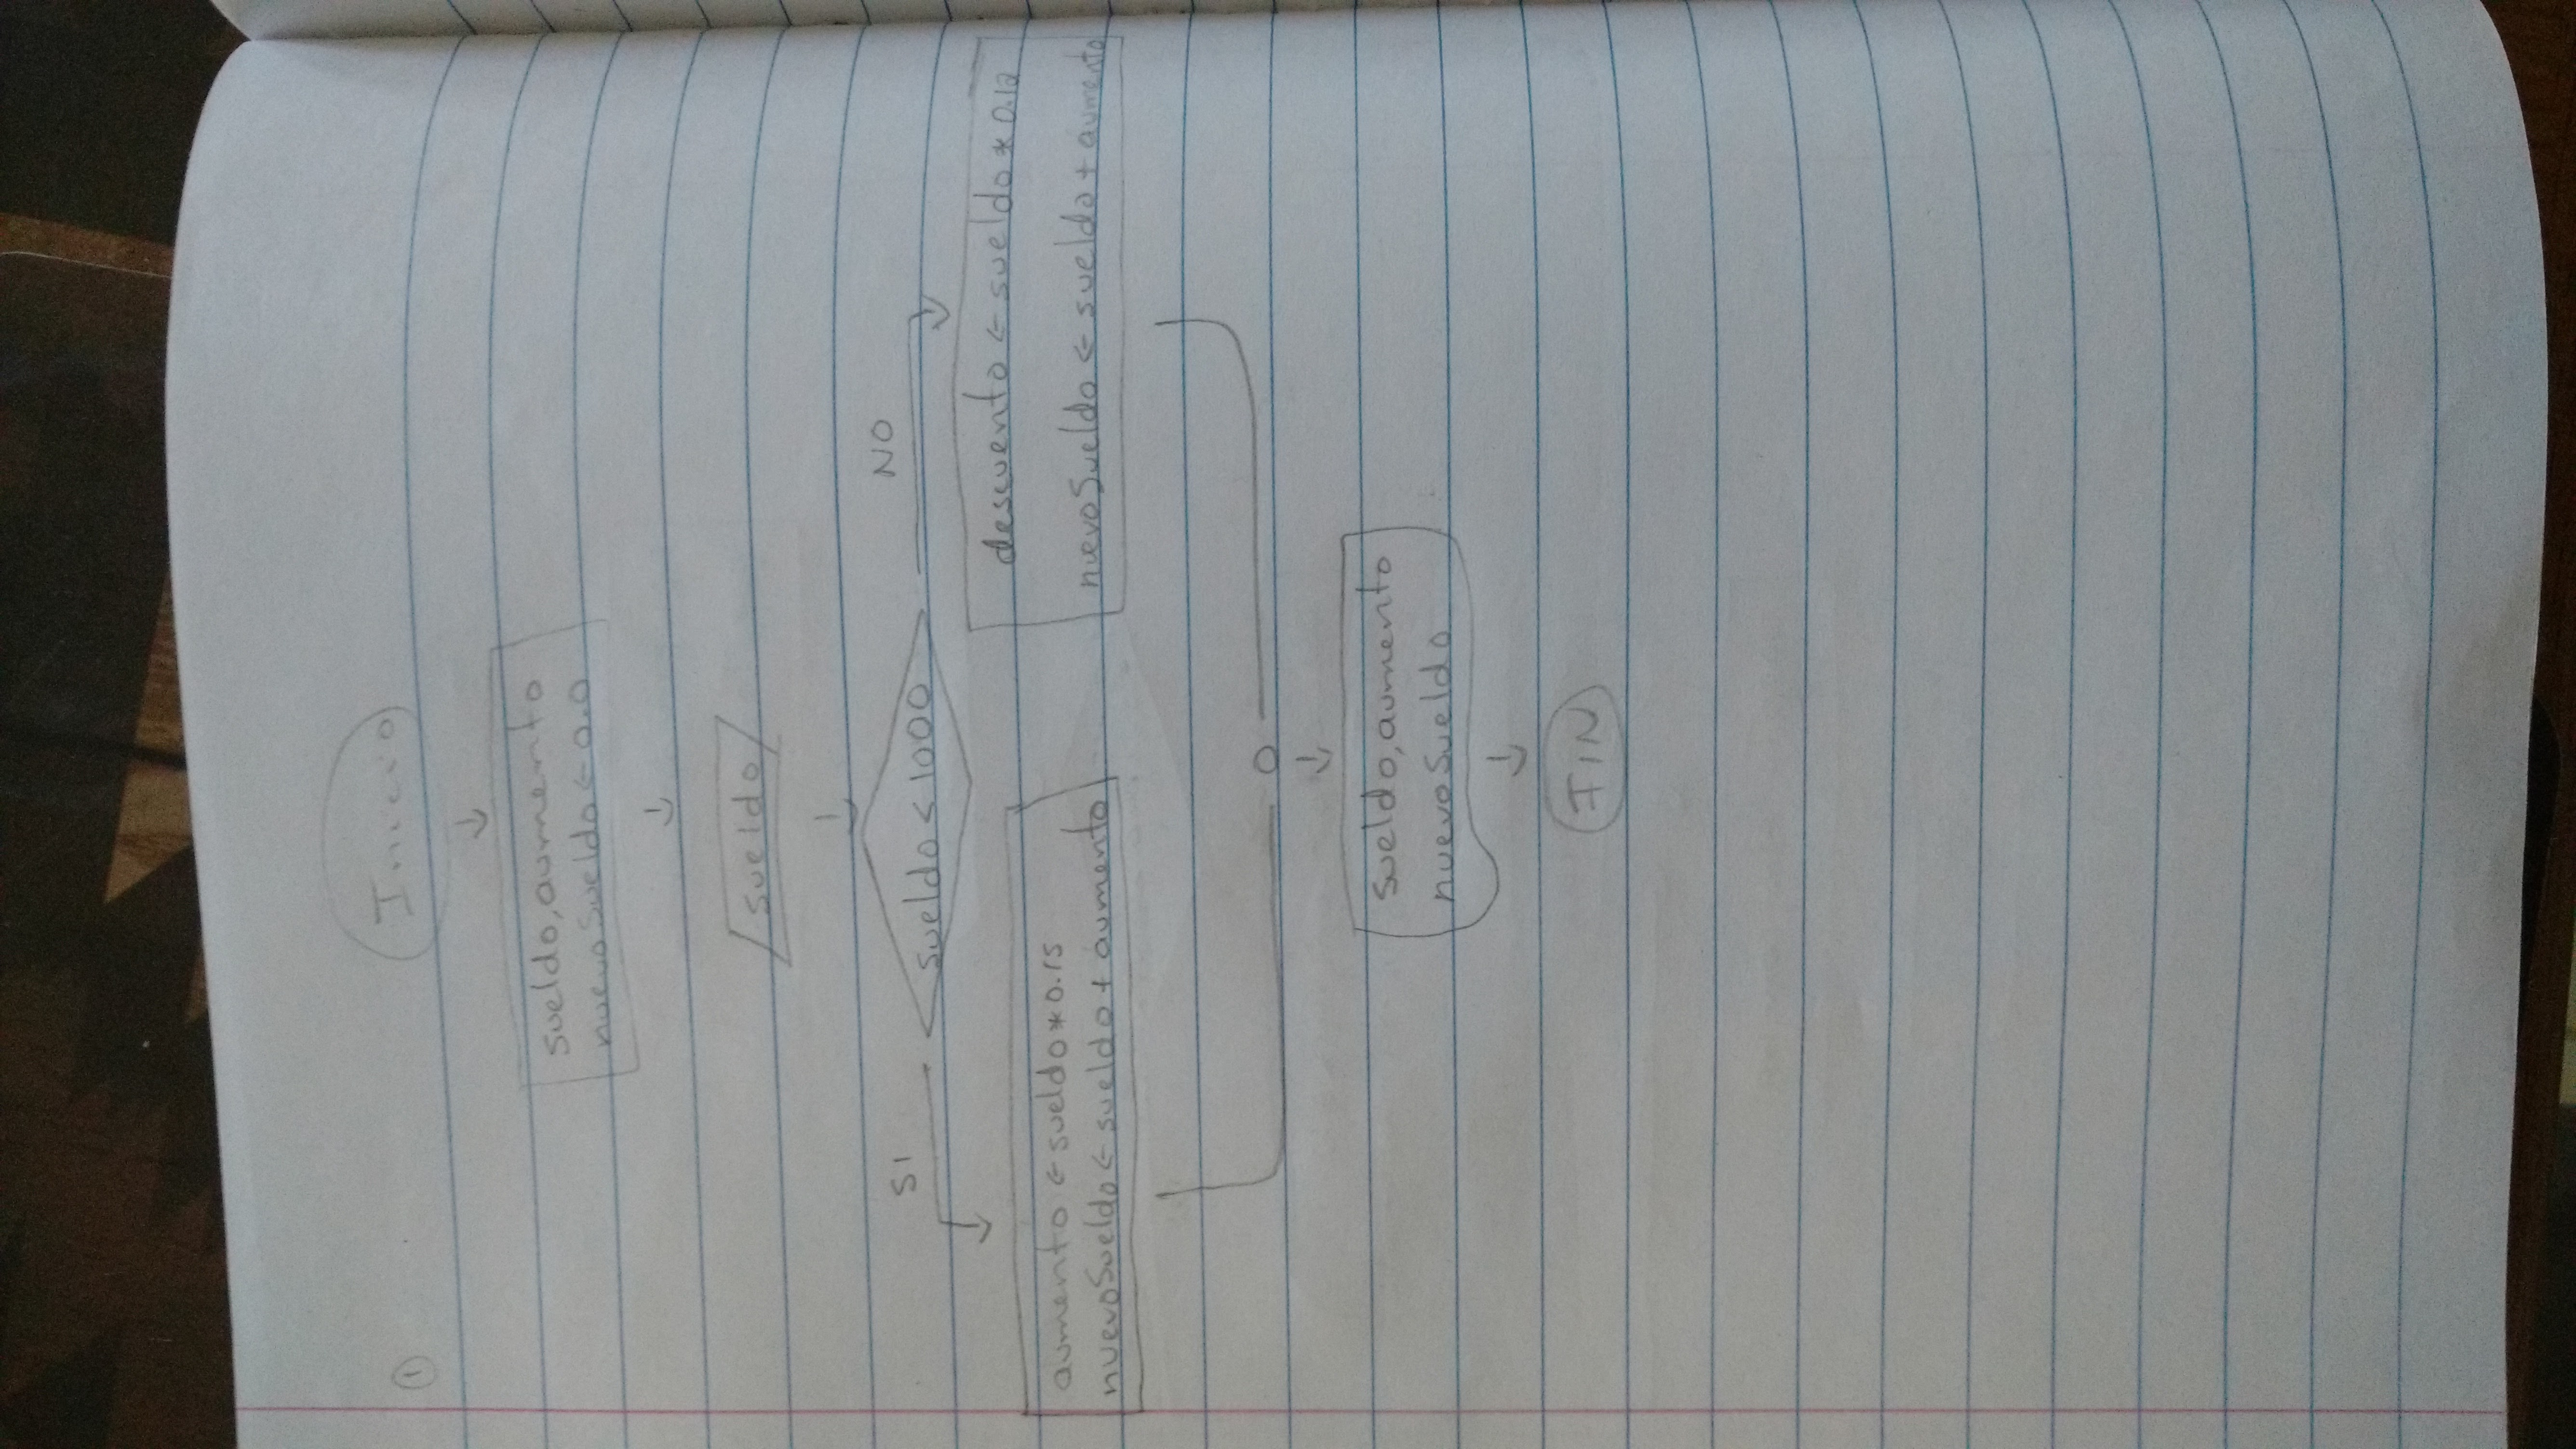 ①
Inicio
sueldo, aumento
nuevoSueldo ← 0.0
sueldo
sueldo < 1000
SI
NO
aumento ← sueldo * 0.15
nuevoSueldo ← sueldo + aumento
descuento ← sueldo * 0.12
nuevoSueldo ← sueldo + aumento
sueldo, aumento
nuevoSueldo
FIN